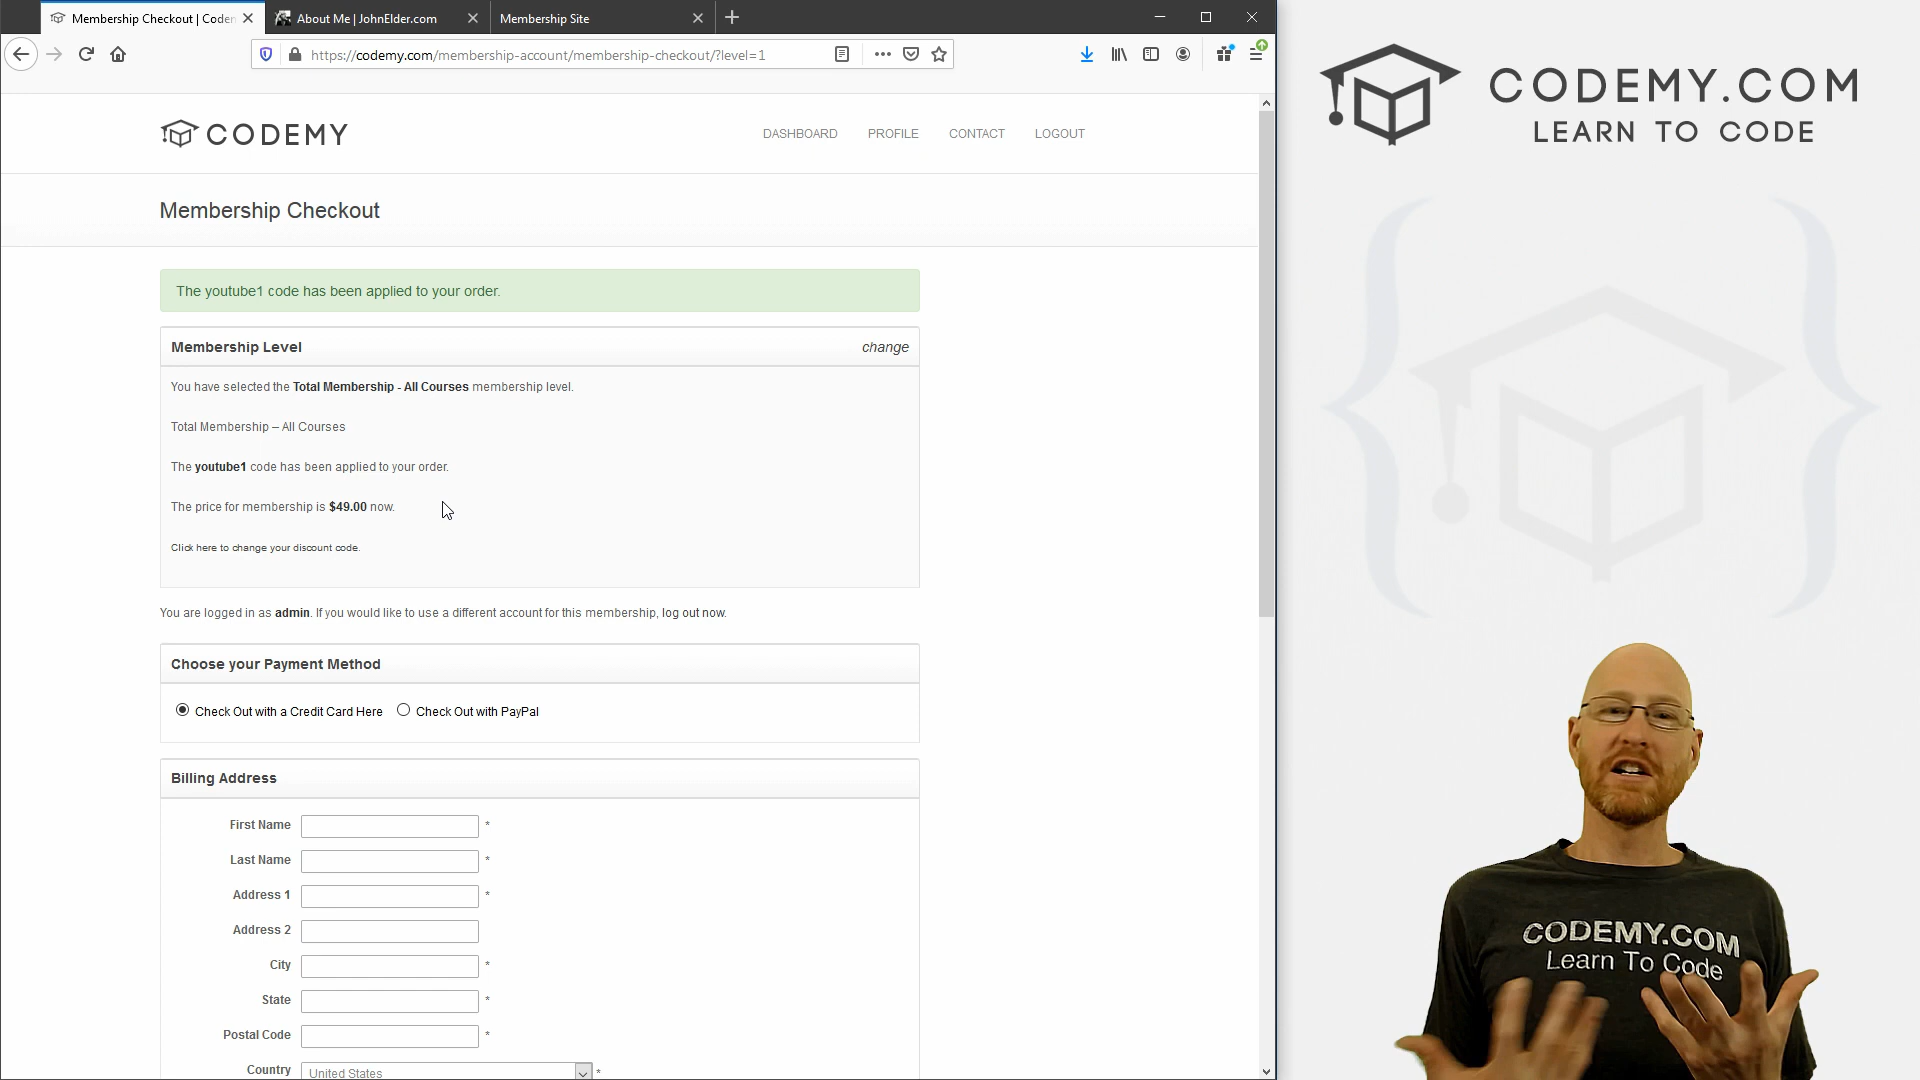 Membership Checkout | Codem
About Me | JohnElder.com
Membership Site
https://codemy.com/membership-account/membership-checkout/?level=1
CODEMY
DASHBOARD
PROFILE
CONTACT
LOGOUT
Membership Checkout
The youtube1 code has been applied to your order.
Membership Level
change
You have selected the Total Membership - All Courses membership level.
Total Membership – All Courses
The youtube1 code has been applied to your order.
The price for membership is $49.00 now.
Click here to change your discount code.
You are logged in as admin. If you would like to use a different account for this membership, log out now.
Choose your Payment Method
Check Out with a Credit Card Here
Check Out with PayPal
Billing Address
First Name *
Last Name *
Address 1 *
Address 2
City *
State *
Postal Code *
Country United States *
CODEMY.COM
LEARN TO CODE
CODEMY.COM
Learn To Code